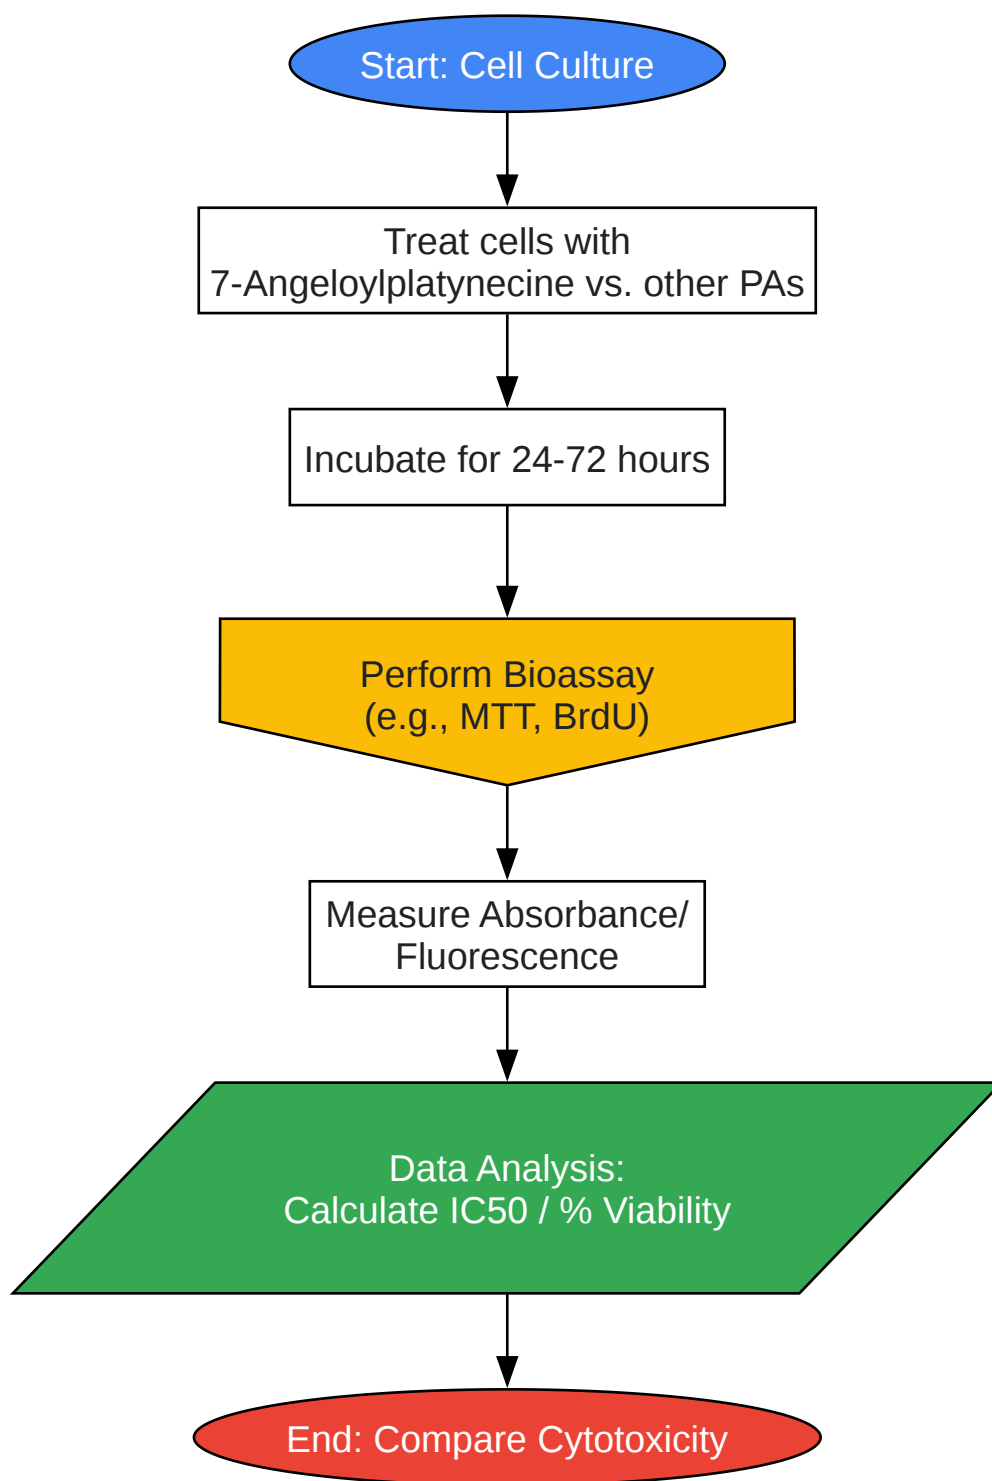 Start: Cell Culture
Treat cells with
7-Angeloylplatynecine vs. other PAs
Incubate for 24-72 hours
Perform Bioassay
(e.g., MTT, BrdU)
Measure Absorbance/
Fluorescence
Data Analysis:
Calculate IC50 / % Viability
End: Compare Cytotoxicity